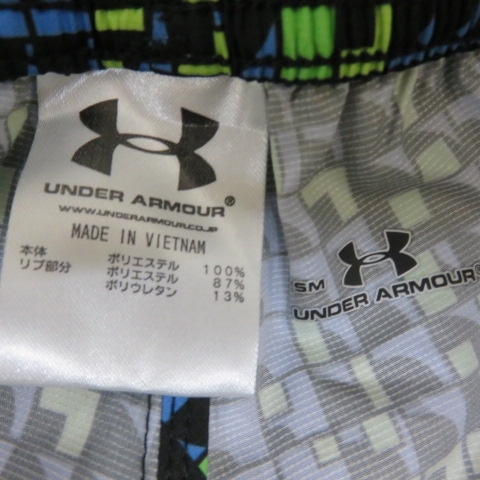 UNDER ARMOUR®
WWW.UNDERARMOUR.CO.JP
MADE IN VIETNAM
本体 ポリエステル 100%
リブ部分 ポリエステル 87%
ポリウレタン 13%
SM
UNDER ARMOUR®